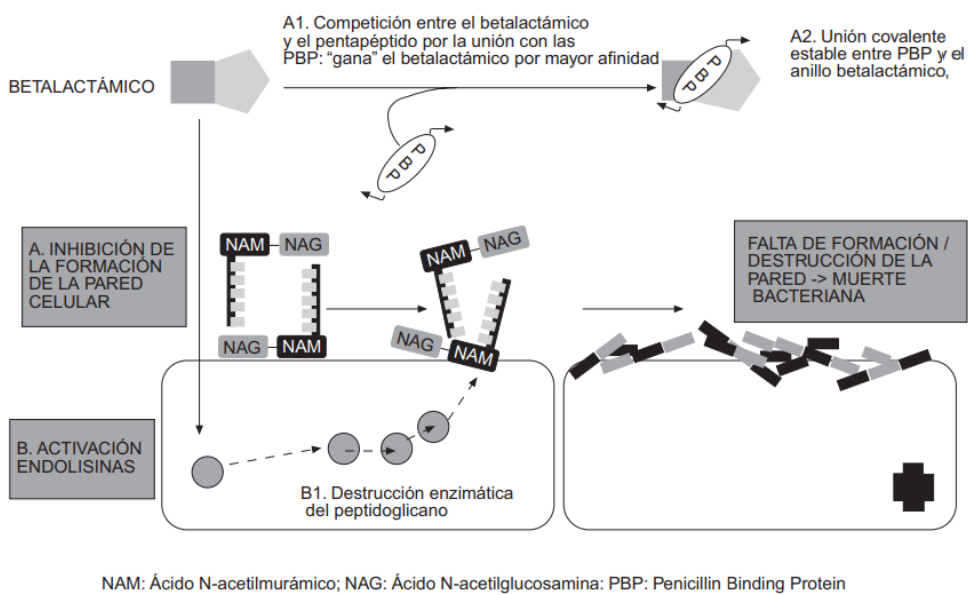 A1. Competición entre el betalactámico
y el pentapéptido por la unión con las
PBP: “gana” el betalactámico por mayor afinidad
A2. Unión covalente
estable entre PBP y el
anillo betalactámico,
BETALACTÁMICO
PBP
PBP
A. INHIBICIÓN DE
LA FORMACIÓN
DE LA PARED
CELULAR
NAM NAG
NAG NAM
NAM NAG
NAG NAM
FALTA DE FORMACIÓN /
DESTRUCCIÓN DE LA
PARED -> MUERTE
BACTERIANA
B. ACTIVACIÓN
ENDOLISINAS
B1. Destrucción enzimática
del peptidoglicano
NAM: Ácido N-acetilmurámico; NAG: Ácido N-acetilglucosamina: PBP: Penicillin Binding Protein